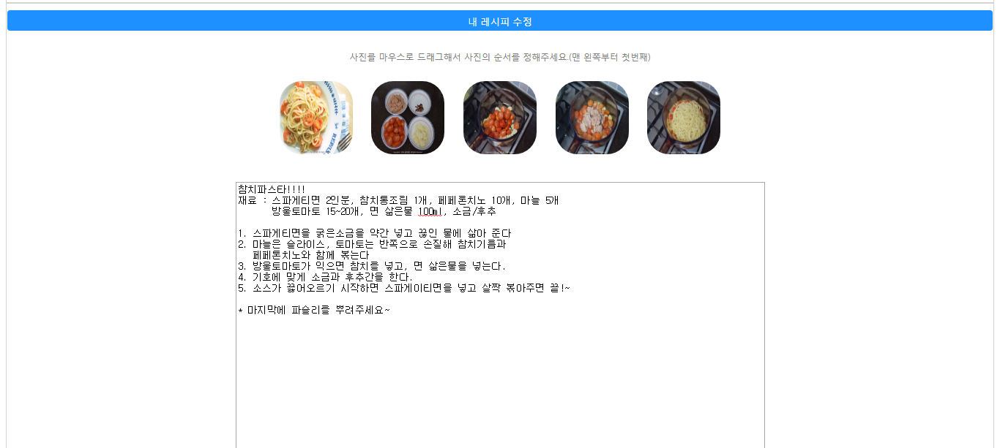 내 레시피 수정
사진를 마우스로 드래그해서 사진의 순서를 정해주세요.(맨 왼쪽부터 첫번째)
참치파스타!!!!
재료 : 스파게티면 2인분, 참치통조림 1개, 페페론치노 10개, 마늘 5개
방울토마토 15~20개, 면 삶은물 100ml, 소금/후추
1. 스파게티면을 굵은소금을 약간 넣고 끊인 물에 삶아 준다
2. 마늘은 슬라이스, 토마토는 반쪽으로 손질해 참치기름과
페페론치노와 함께 볶는다
3. 방울토마토가 익으면 참치를 넣고, 면 삶은물을 넣는다.
4. 기호에 맞게 소금과 후추간을 한다.
5. 소스가 끓어오르기 시작하면 스파게이티면을 넣고 살짝 볶아주면 끝!~
* 마지막에 파슬리를 뿌려주세요~